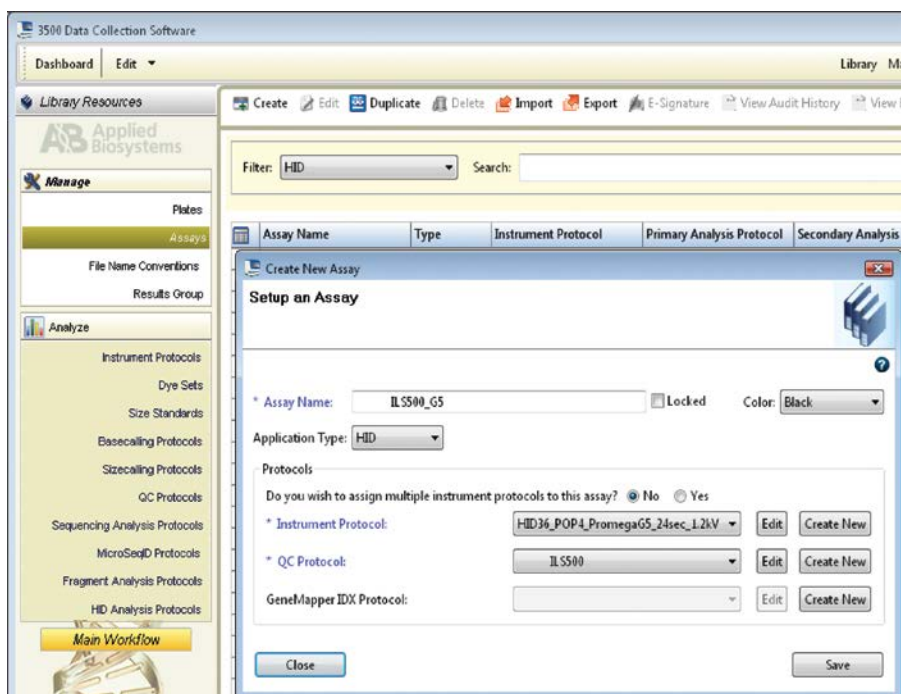 3500 Data Collection Software
Dashboard Edit Library
Library Resources
Create Edit Duplicate Delete Import Export E-Signature View Audit History View
AB Applied Biosystems
Filter: HID Search:
Manage
Plates
Assays
File Name Conventions
Results Group
Analyze
Instrument Protocols
Dye Sets
Size Standards
Basecalling Protocols
Sizecalling Protocols
QC Protocols
Sequencing Analysis Protocols
MicroSeqID Protocols
Fragment Analysis Protocols
HID Analysis Protocols
Main Workflow
Assay Name Type Instrument Protocol Primary Analysis Protocol Secondary Analysis
Create New Assay
Setup an Assay
* Assay Name: ILS500_G5 Locked Color: Black
Application Type: HID
Protocols
Do you wish to assign multiple instrument protocols to this assay? No Yes
* Instrument Protocol: HID36_POP4_PromegaG5_24sec_1.2kV Edit Create New
* QC Protocol: ILS500 Edit Create New
GeneMapper IDX Protocol: Edit Create New
Close Save